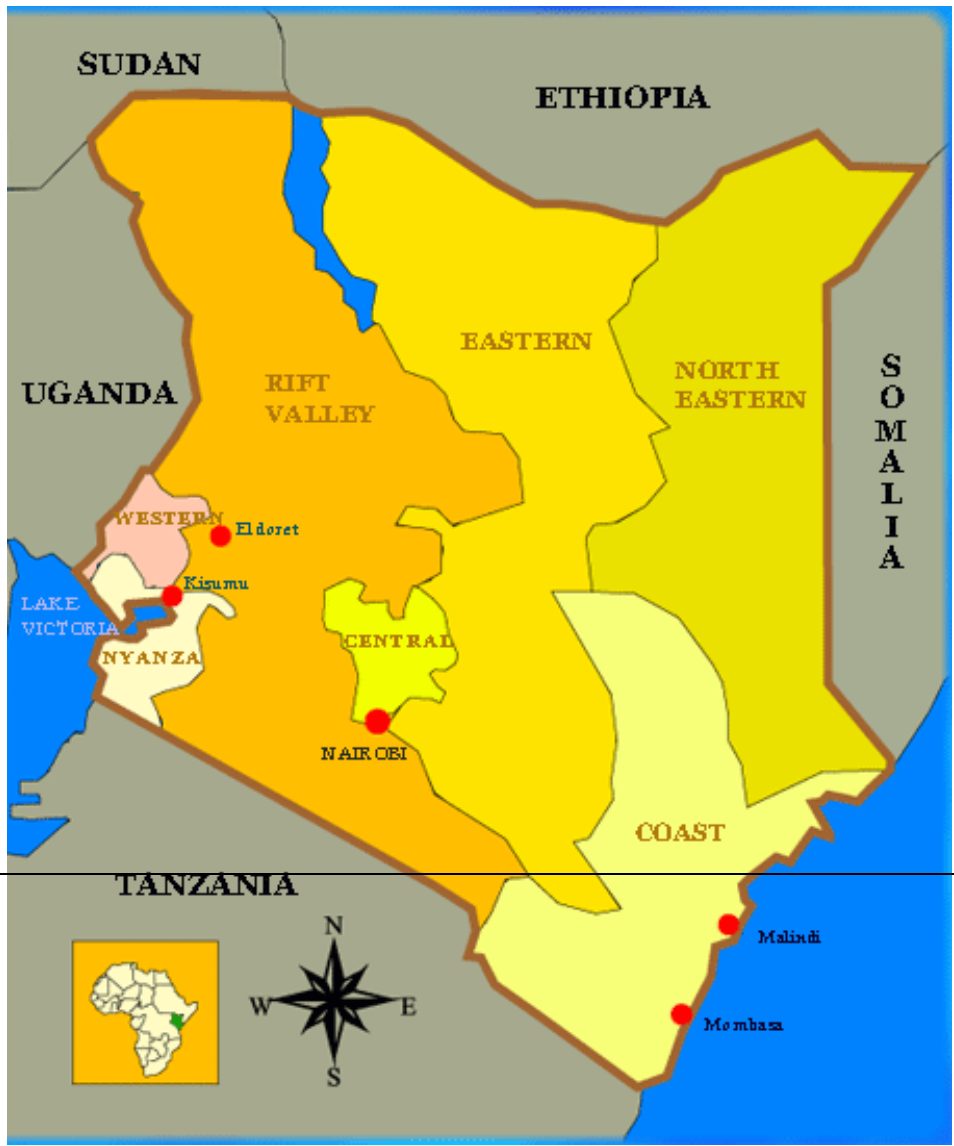 SUDAN
ETHIOPIA
EASTERN
NORTH
EASTERN
RIFT
VALLEY
UGANDA
SOMALIA
WESTERN
Eldoret
Kisumu
LAKE
VICTORIA
NYANZA
CENTRAL
NAIROBI
COAST
TANZANIA
Malindi
Mombasa
N
W
E
S